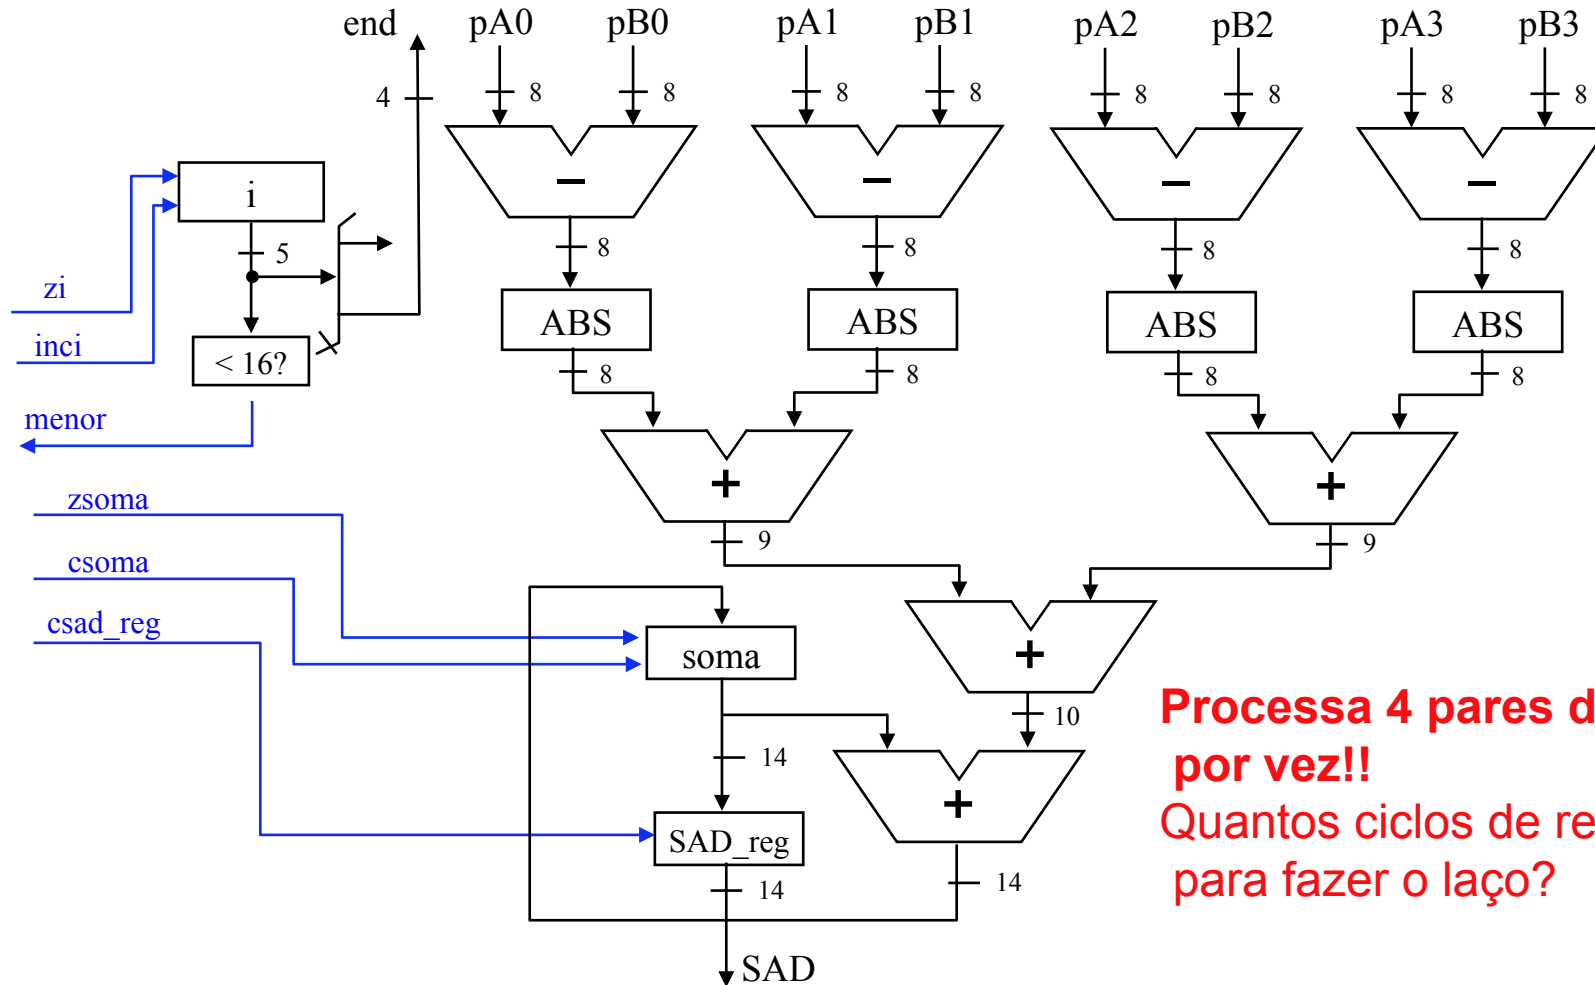 end pA0 pB0 pA1 pB1 pA2 pB2 pA3 pB3
4 8 8 8 8 8 8 8 8
− − − −
i
5 8 8 8 8
zi
ABS ABS ABS ABS
inci
< 16?
8 8 8 8
menor
+ +
zsoma
9 9
csoma
csad_reg
soma +
10
Processa 4 pares d
por vez!!
14
+
Quantos ciclos de re
SAD_reg
para fazer o laço?
14 14
SAD